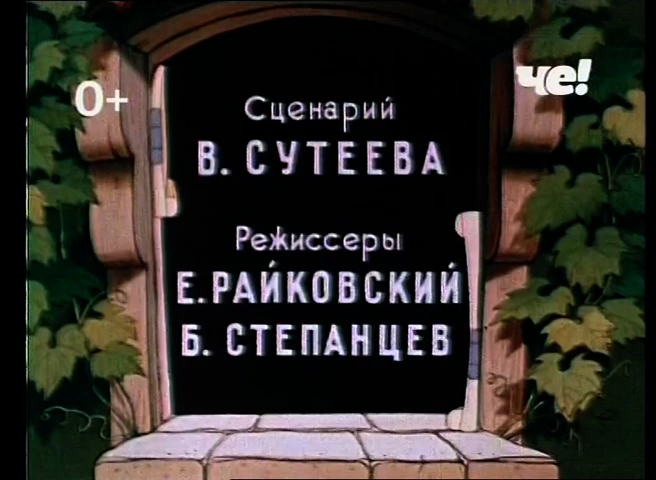 0+
че!
Сценарий
В. СУТЕЕВА
Режиссеры
Е. РАЙКОВСКИЙ
Б. СТЕПАНЦЕВ